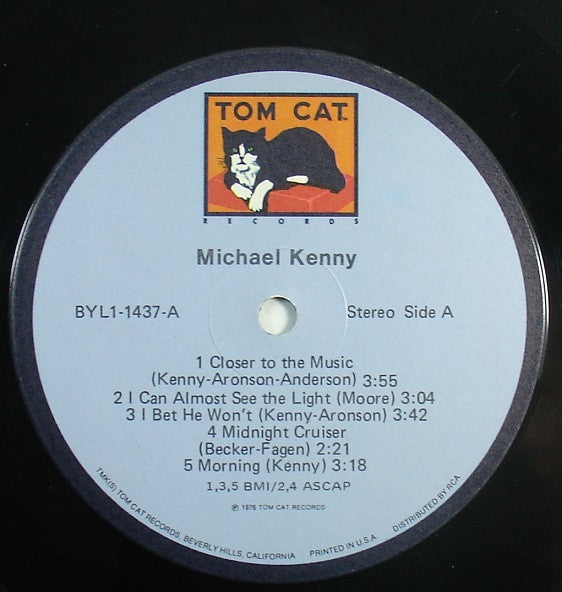 TOM CAT
RECORDS
Michael Kenny
BYL1-1437-A
Stereo Side A
1 Closer to the Music
(Kenny-Aronson-Anderson) 3:55
2 I Can Almost See the Light (Moore) 3:04
3 I Bet He Won't (Kenny-Aronson) 3:42
4 Midnight Cruiser
(Becker-Fagen) 2:21
5 Morning (Kenny) 3:18
1,3,5 BMI/2,4 ASCAP
℗ 1976 TOM CAT RECORDS
TMK(S) TOM CAT RECORDS, BEVERLY HILLS, CALIFORNIA PRINTED IN U.S.A. DISTRIBUTED BY RCA